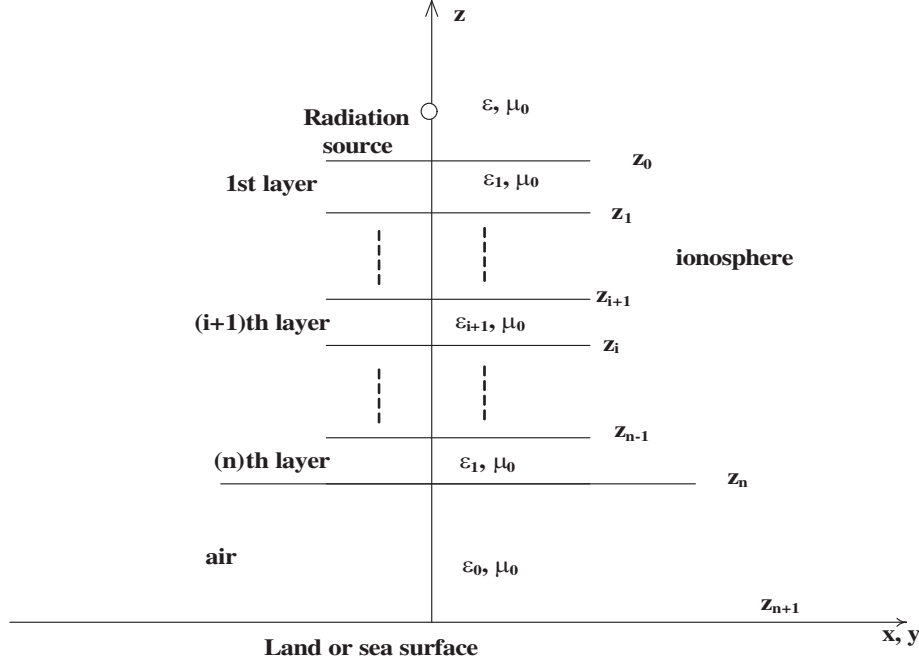 z
ε, μ₀
Radiation
source
z₀
1st layer
ε₁, μ₀
z₁
ionosphere
zᵢ₊₁
(i+1)th layer
εᵢ₊₁, μ₀
zᵢ
zₙ₋₁
(n)th layer
ε₁, μ₀
zₙ
air
ε₀, μ₀
zₙ₊₁
x, y
Land or sea surface